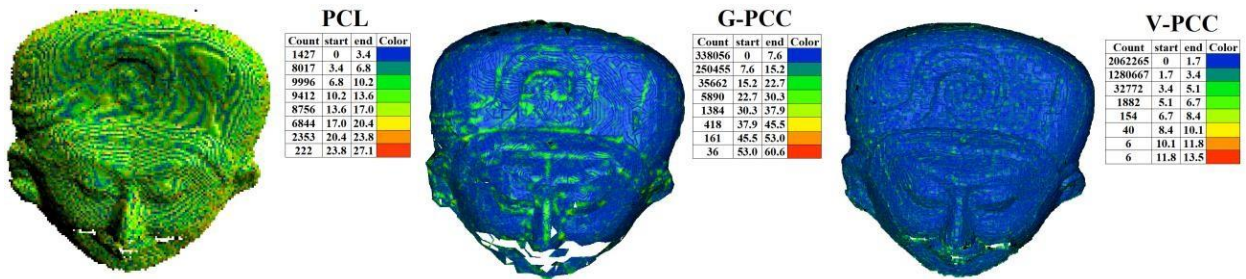 PCL
Count start end Color
1427 0 3.4
8017 3.4 6.8
9996 6.8 10.2
9412 10.2 13.6
8756 13.6 17.0
6844 17.0 20.4
2353 20.4 23.8
222 23.8 27.1
G-PCC
Count start end Color
338056 0 7.6
250455 7.6 15.2
35662 15.2 22.7
5890 22.7 30.3
1384 30.3 37.9
418 37.9 45.5
161 45.5 53.0
36 53.0 60.6
V-PCC
Count start end Color
2062265 0 1.7
1280667 1.7 3.4
32772 3.4 5.1
1882 5.1 6.7
154 6.7 8.4
40 8.4 10.1
6 10.1 11.8
6 11.8 13.5